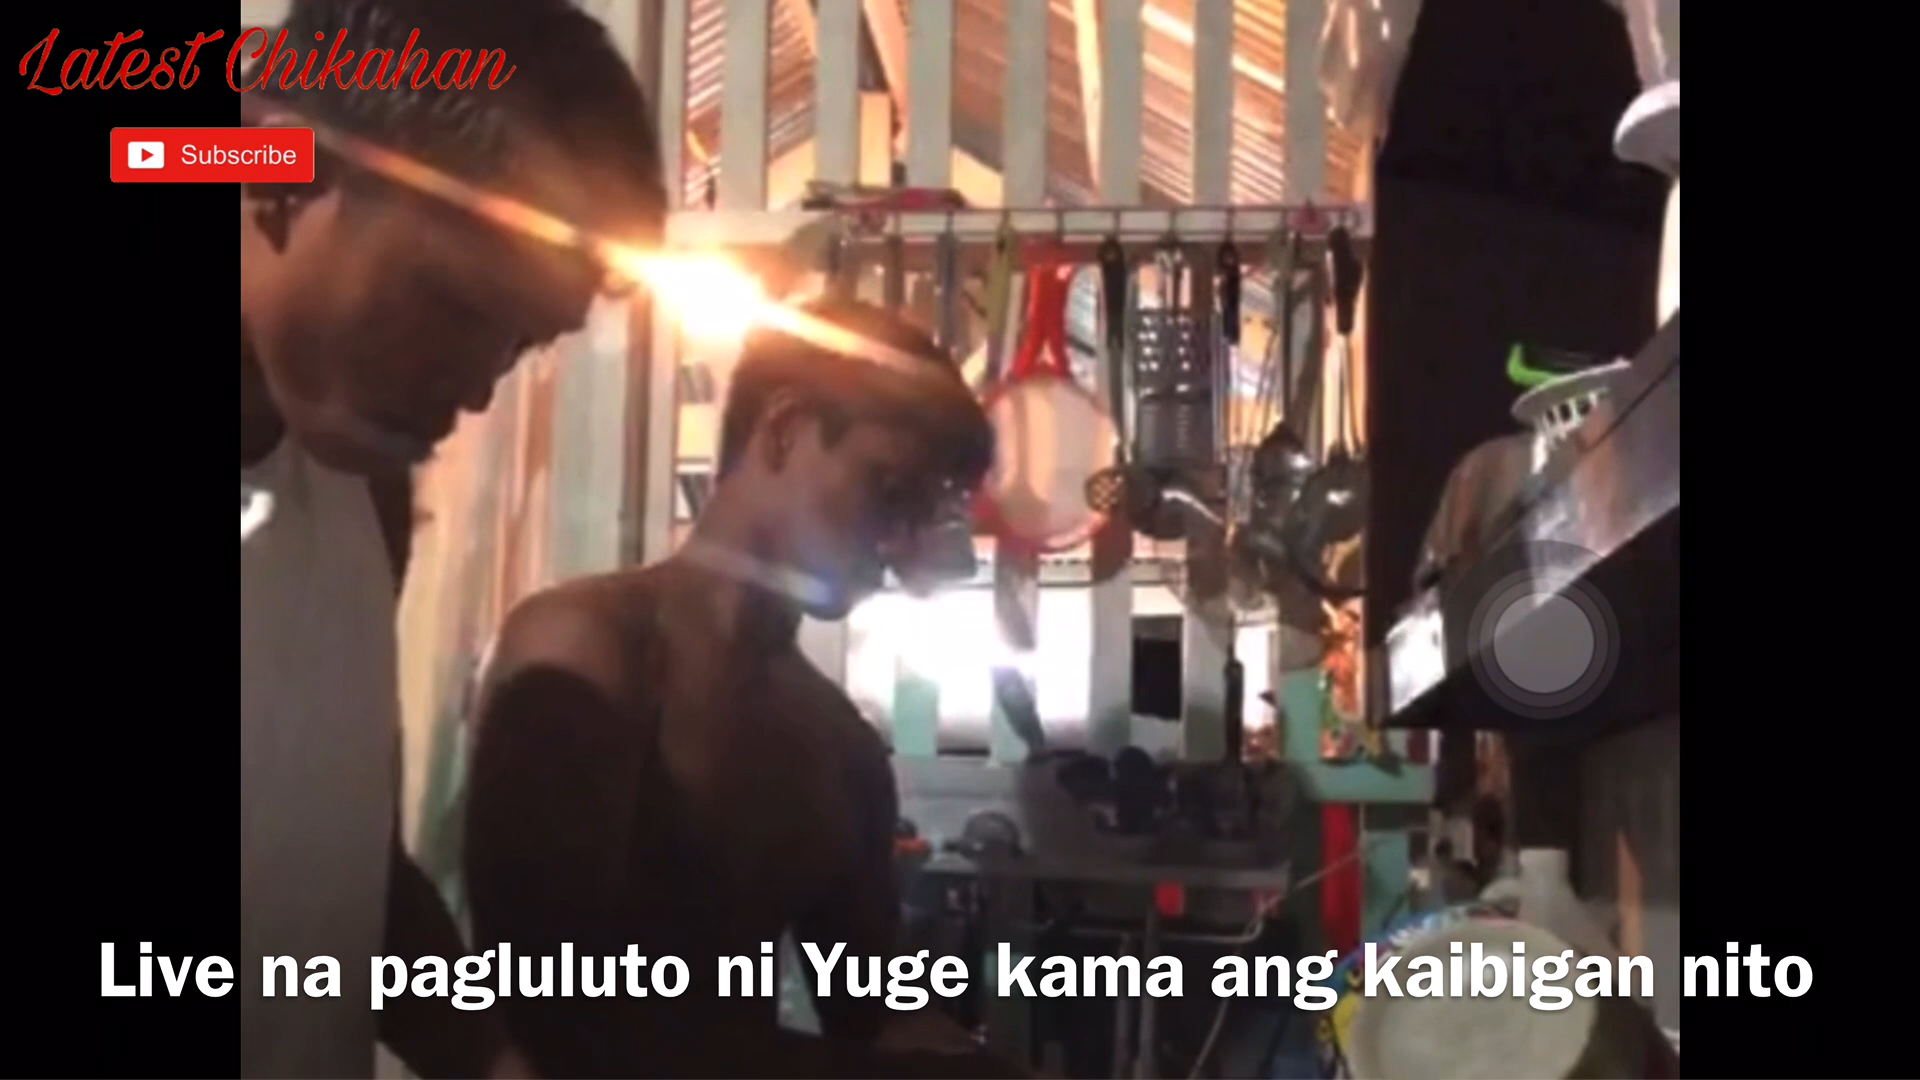 Latest Chikahan
Subscribe
Live na pagluluto ni Yuge kama ang kaibigan nito